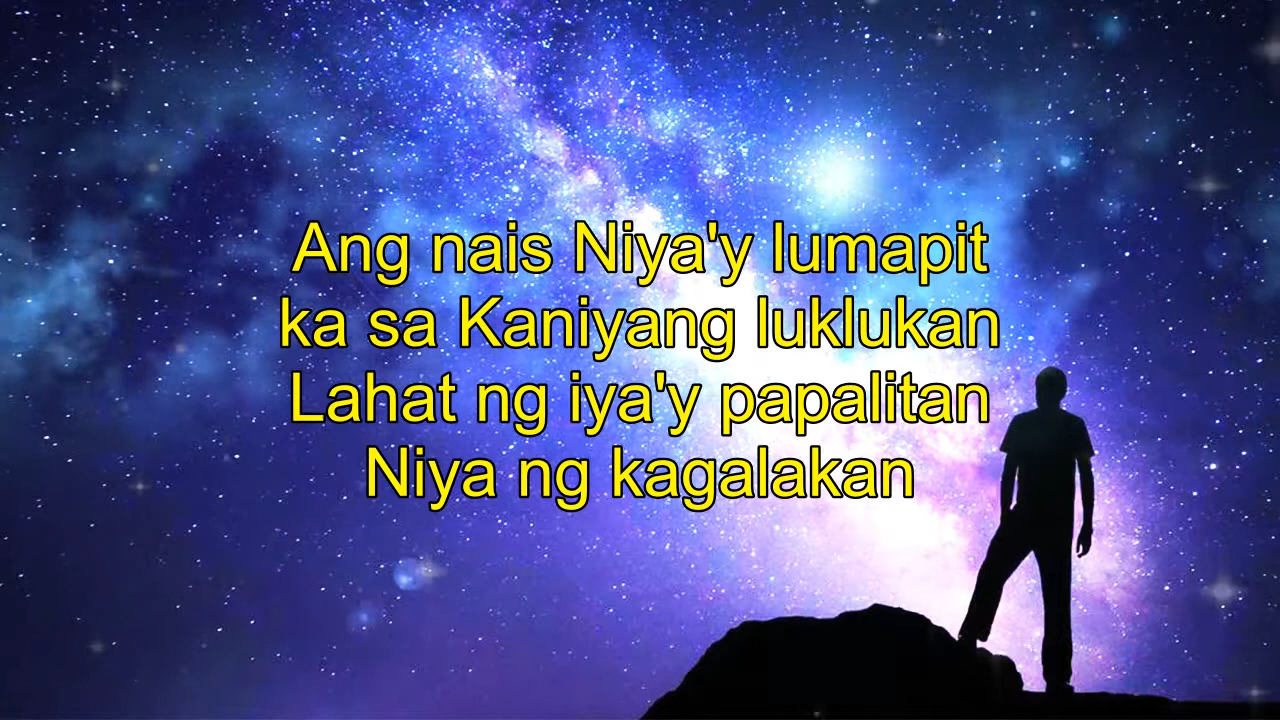 Ang nais Niya'y lumapit
ka sa Kaniyang luklukan
Lahat ng iya'y papalitan
Niya ng kagalakan